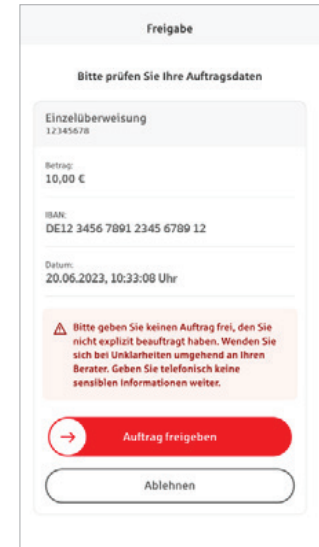 Freigabe
Bitte prüfen Sie Ihre Auftragsdaten
Einzelüberweisung
12345678
Betrag:
10,00 €
IBAN:
DE12 3456 7891 2345 6789 12
Datum:
20.06.2023, 10:33:08 Uhr
Bitte geben Sie keinen Auftrag frei, den Sie
nicht explizit beauftragt haben. Wenden Sie
sich bei Unklarheiten umgehend an Ihren
Berater. Geben Sie telefonisch keine
sensiblen Informationen weiter.
Auftrag freigeben
Ablehnen